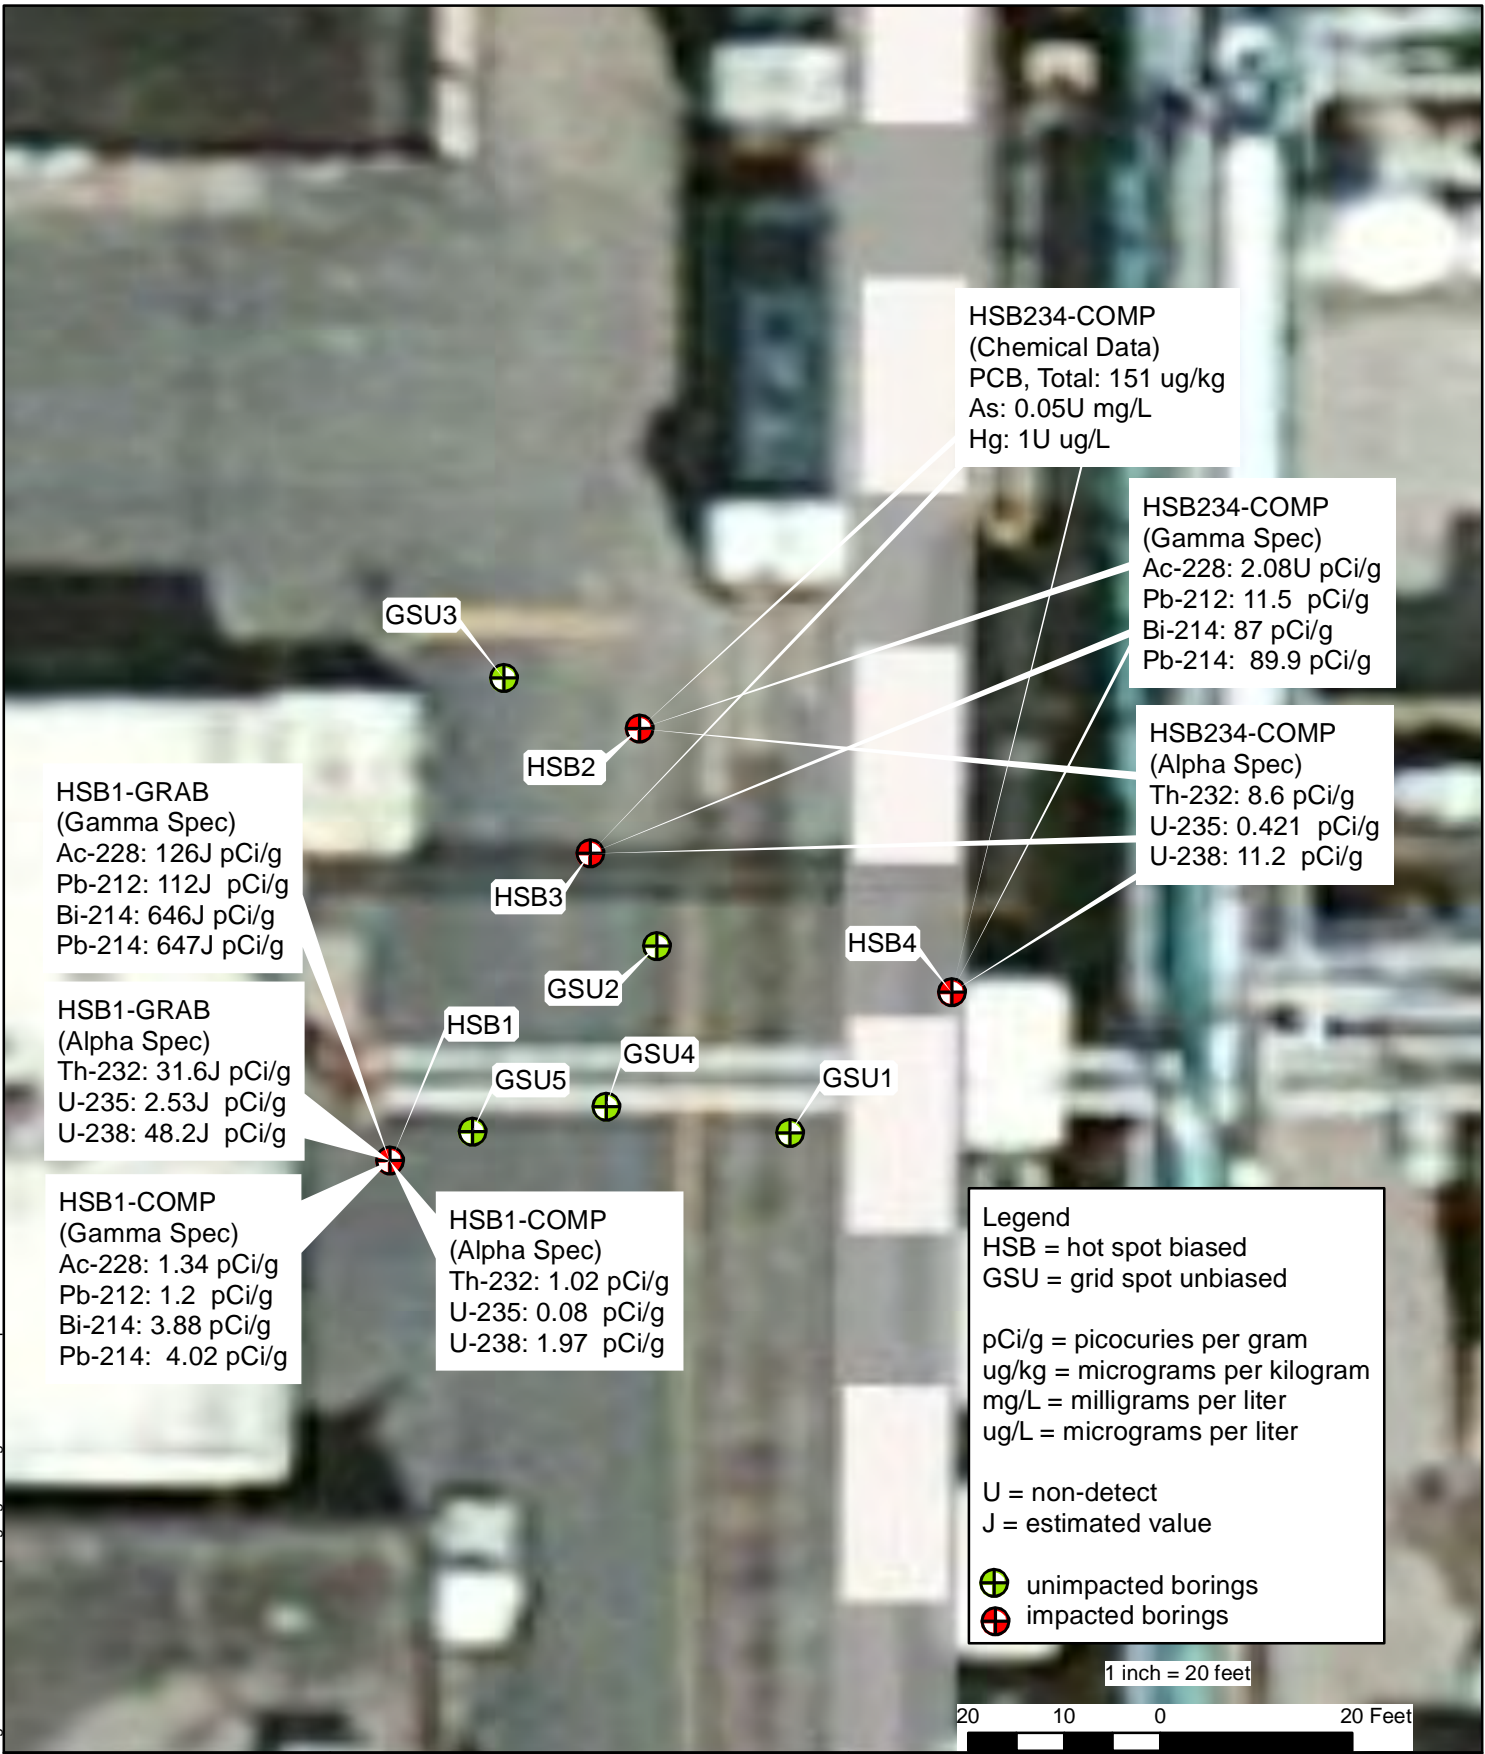 HSB234-COMP
(Chemical Data)
PCB, Total: 151 ug/kg
As: 0.05U mg/L
Hg: 1U ug/L
HSB234-COMP
(Gamma Spec)
Ac-228: 2.08U pCi/g
Pb-212: 11.5 pCi/g
Bi-214: 87 pCi/g
Pb-214: 89.9 pCi/g
GSU3
HSB2
HSB234-COMP
(Alpha Spec)
Th-232: 8.6 pCi/g
U-235: 0.421 pCi/g
U-238: 11.2 pCi/g
HSB1-GRAB
(Gamma Spec)
Ac-228: 126J pCi/g
Pb-212: 112J pCi/g
Bi-214: 646J pCi/g
Pb-214: 647J pCi/g
HSB3
HSB4
GSU2
HSB1-GRAB
(Alpha Spec)
Th-232: 31.6J pCi/g
U-235: 2.53J pCi/g
U-238: 48.2J pCi/g
HSB1
GSU4
GSU5
GSU1
HSB1-COMP
(Gamma Spec)
Ac-228: 1.34 pCi/g
Pb-212: 1.2 pCi/g
Bi-214: 3.88 pCi/g
Pb-214: 4.02 pCi/g
HSB1-COMP
(Alpha Spec)
Th-232: 1.02 pCi/g
U-235: 0.08 pCi/g
U-238: 1.97 pCi/g
Legend
HSB = hot spot biased
GSU = grid spot unbiased
pCi/g = picocuries per gram
ug/kg = micrograms per kilogram
mg/L = milligrams per liter
ug/L = micrograms per liter
U = non-detect
J = estimated value
unimpacted borings
impacted borings
1 inch = 20 feet
20 10 0 20 Feet